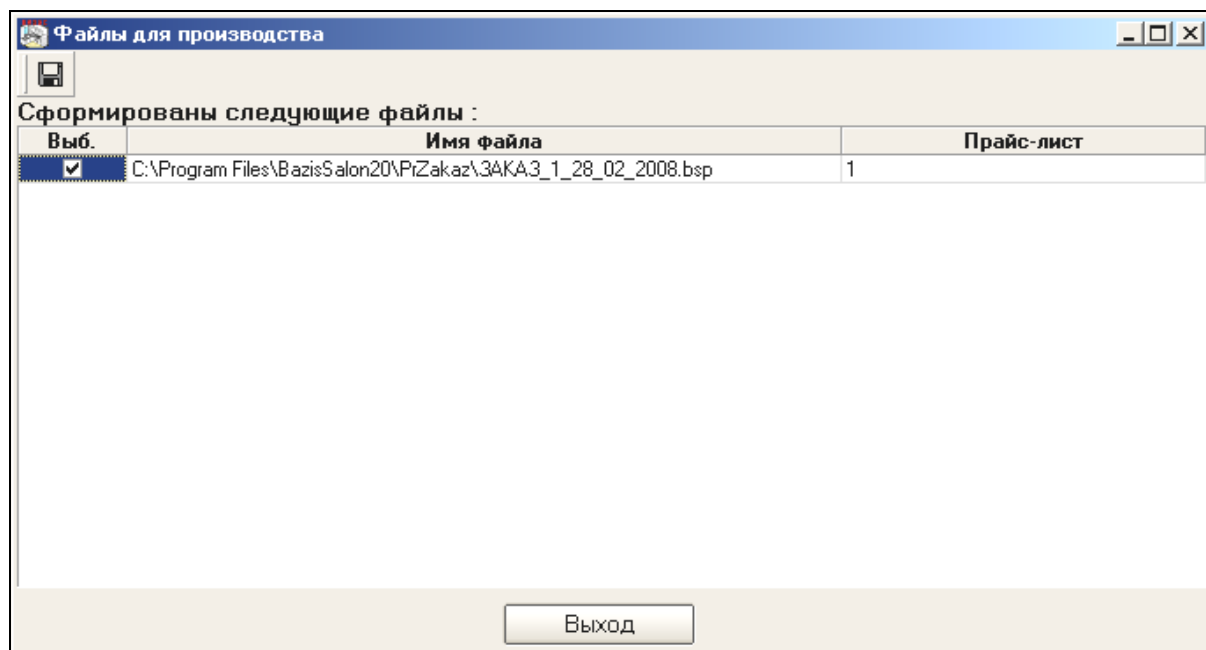 Файлы для производства
Сформированы следующие файлы :
Выб. Имя файла Прайс-лист
C:\Program Files\BazisSalon20\PrZakaz\ЗАКАЗ_1_28_02_2008.bsp 1
Выход